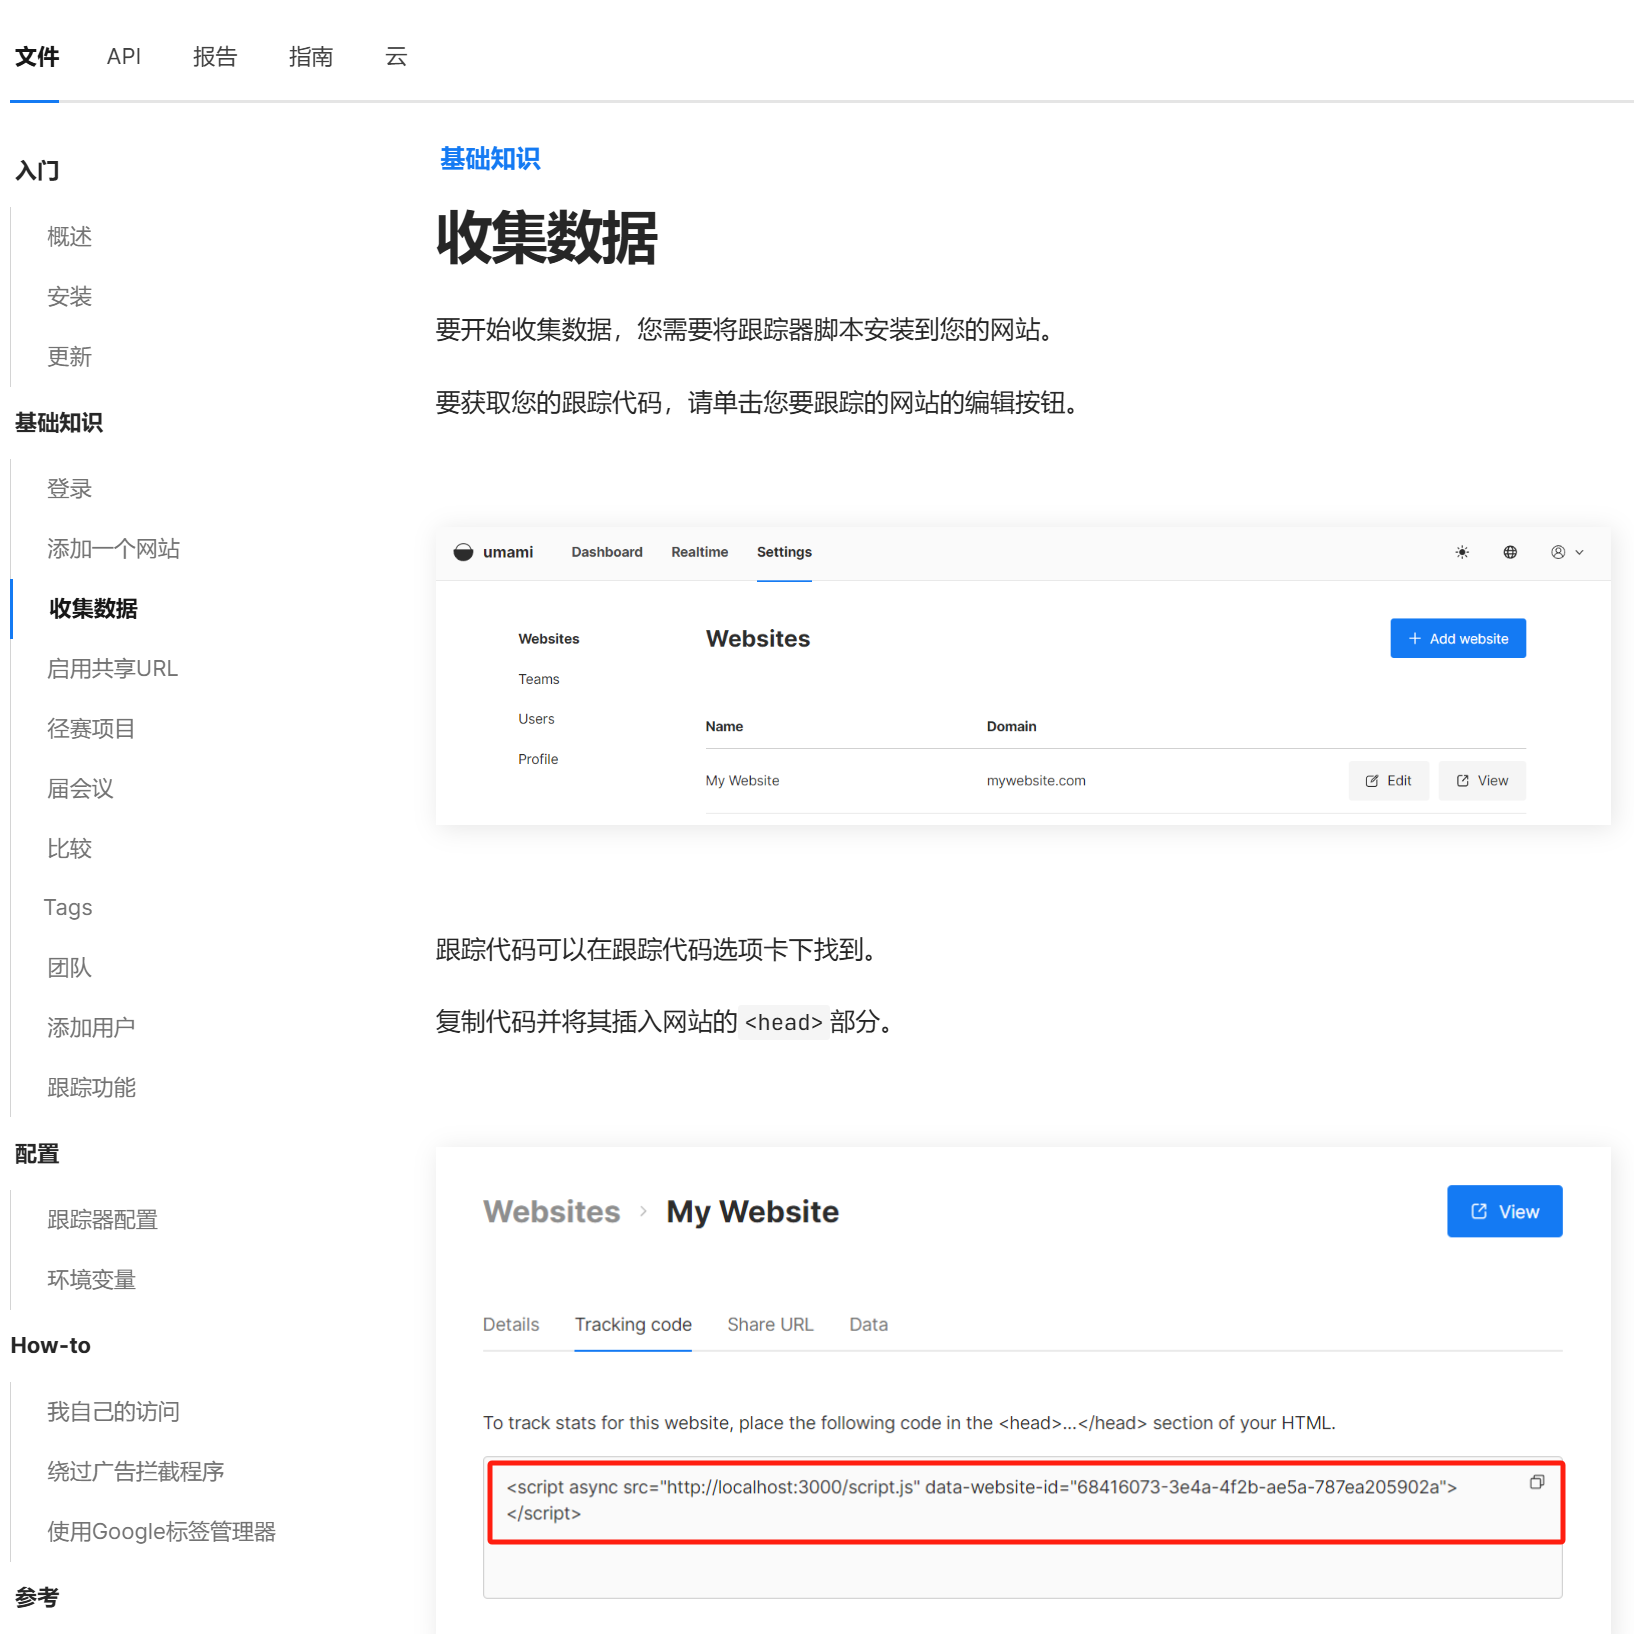 文件 API 报告 指南 云
入门
概述
安装
更新
基础知识
登录
添加一个网站
收集数据
启用共享URL
径赛项目
届会议
比较
Tags
团队
添加用户
跟踪功能
配置
跟踪器配置
环境变量
How-to
我自己的访问
绕过广告拦截程序
使用Google标签管理器
参考
基础知识
收集数据
要开始收集数据，您需要将跟踪器脚本安装到您的网站。
要获取您的跟踪代码，请单击您要跟踪的网站的编辑按钮。
umami Dashboard Realtime Settings
Websites
Teams
Users
Profile
Websites
Add website
Name Domain
My Website mywebsite.com Edit View
跟踪代码可以在跟踪代码选项卡下找到。
复制代码并将其插入网站的 <head> 部分。
Websites > My Website
View
Details Tracking code Share URL Data
To track stats for this website, place the following code in the <head>...</head> section of your HTML.
<script async src="http://localhost:3000/script.js" data-website-id="68416073-3e4a-4f2b-ae5a-787ea205902a">
</script>